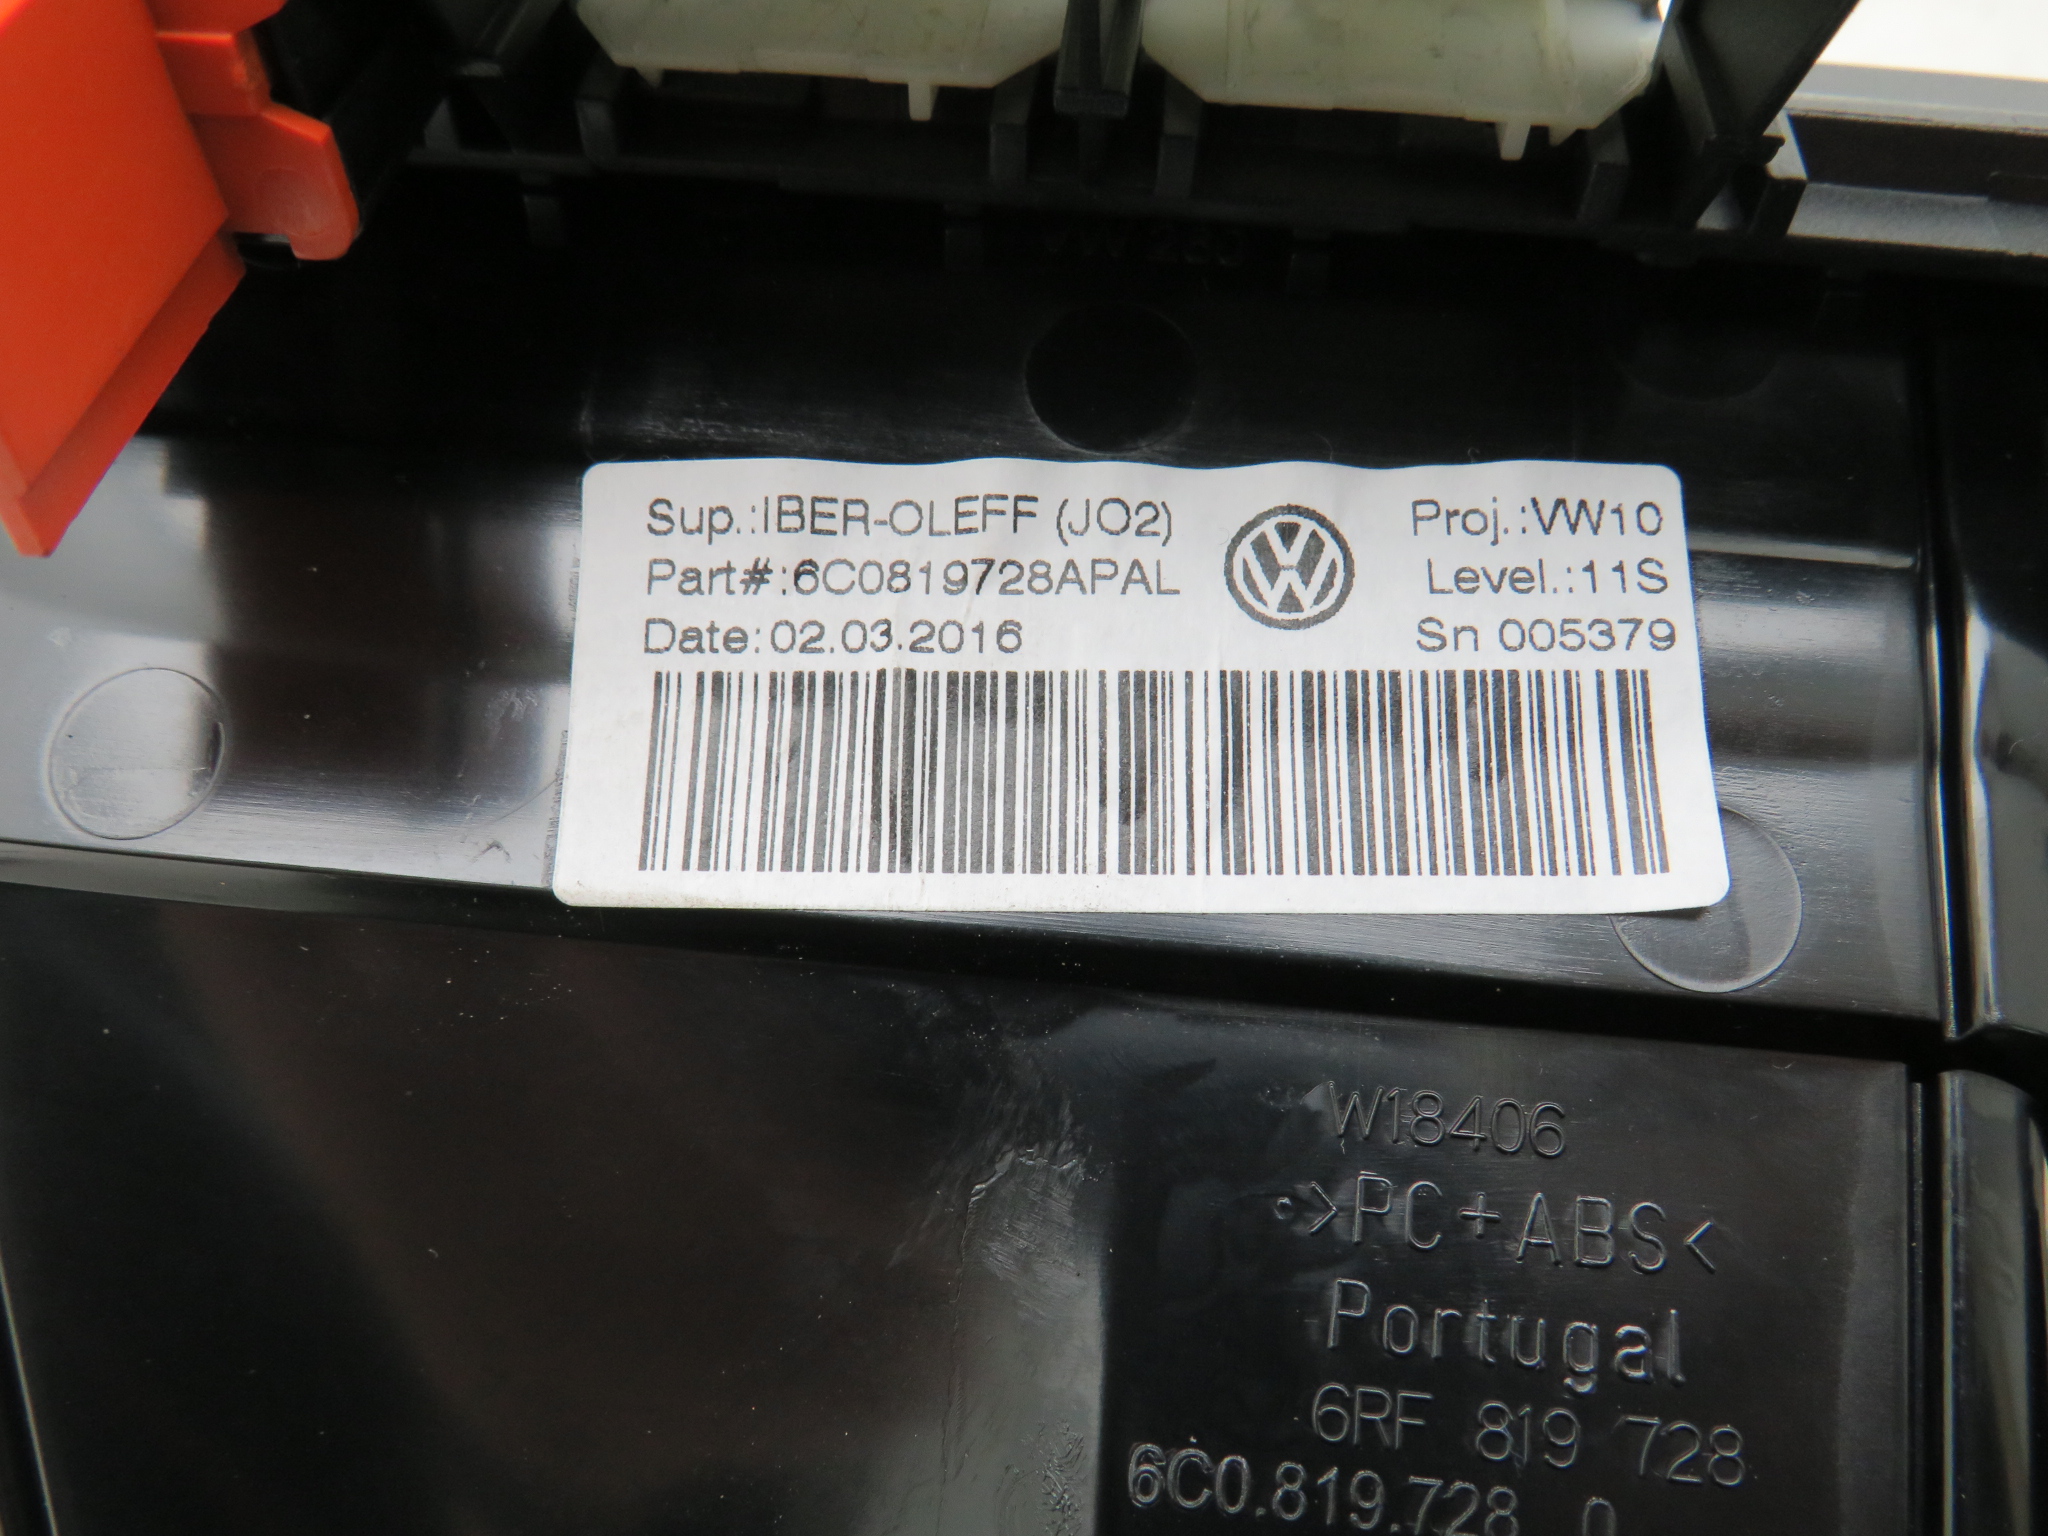 Sup.:IBER-OLEFF (JO2)
Proj.:VW10
Part#:6C0819728APAL
Level.:11S
Date:02.03.2016
Sn 005379
W18406
>PC+ABS<
Portugal
6RF 819 728
6C0.819.728